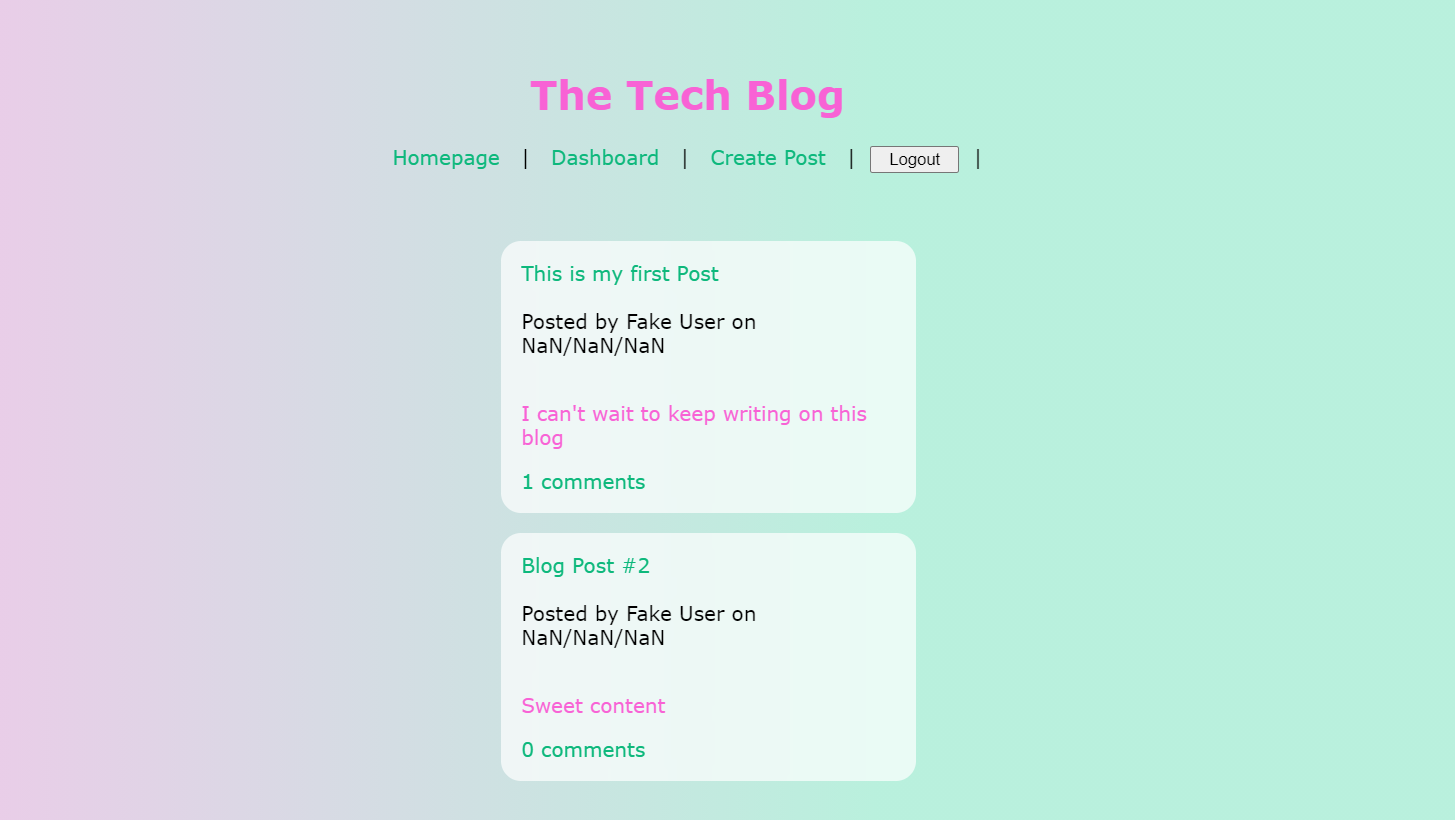 The Tech Blog
Homepage | Dashboard | Create Post | Logout |
This is my first Post
Posted by Fake User on
NaN/NaN/NaN
I can't wait to keep writing on this
blog
1 comments
Blog Post #2
Posted by Fake User on
NaN/NaN/NaN
Sweet content
0 comments